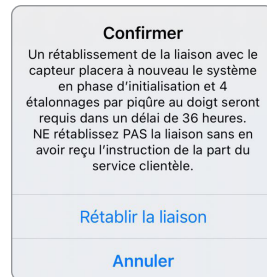 Confirmer
Un rétablissement de la liaison avec le
capteur placera à nouveau le système
en phase d'initialisation et 4
étalonnages par piqûre au doigt seront
requis dans un délai de 36 heures.
NE rétablissez PAS la liaison sans en
avoir reçu l'instruction de la part du
service clientèle.
Rétablir la liaison
Annuler